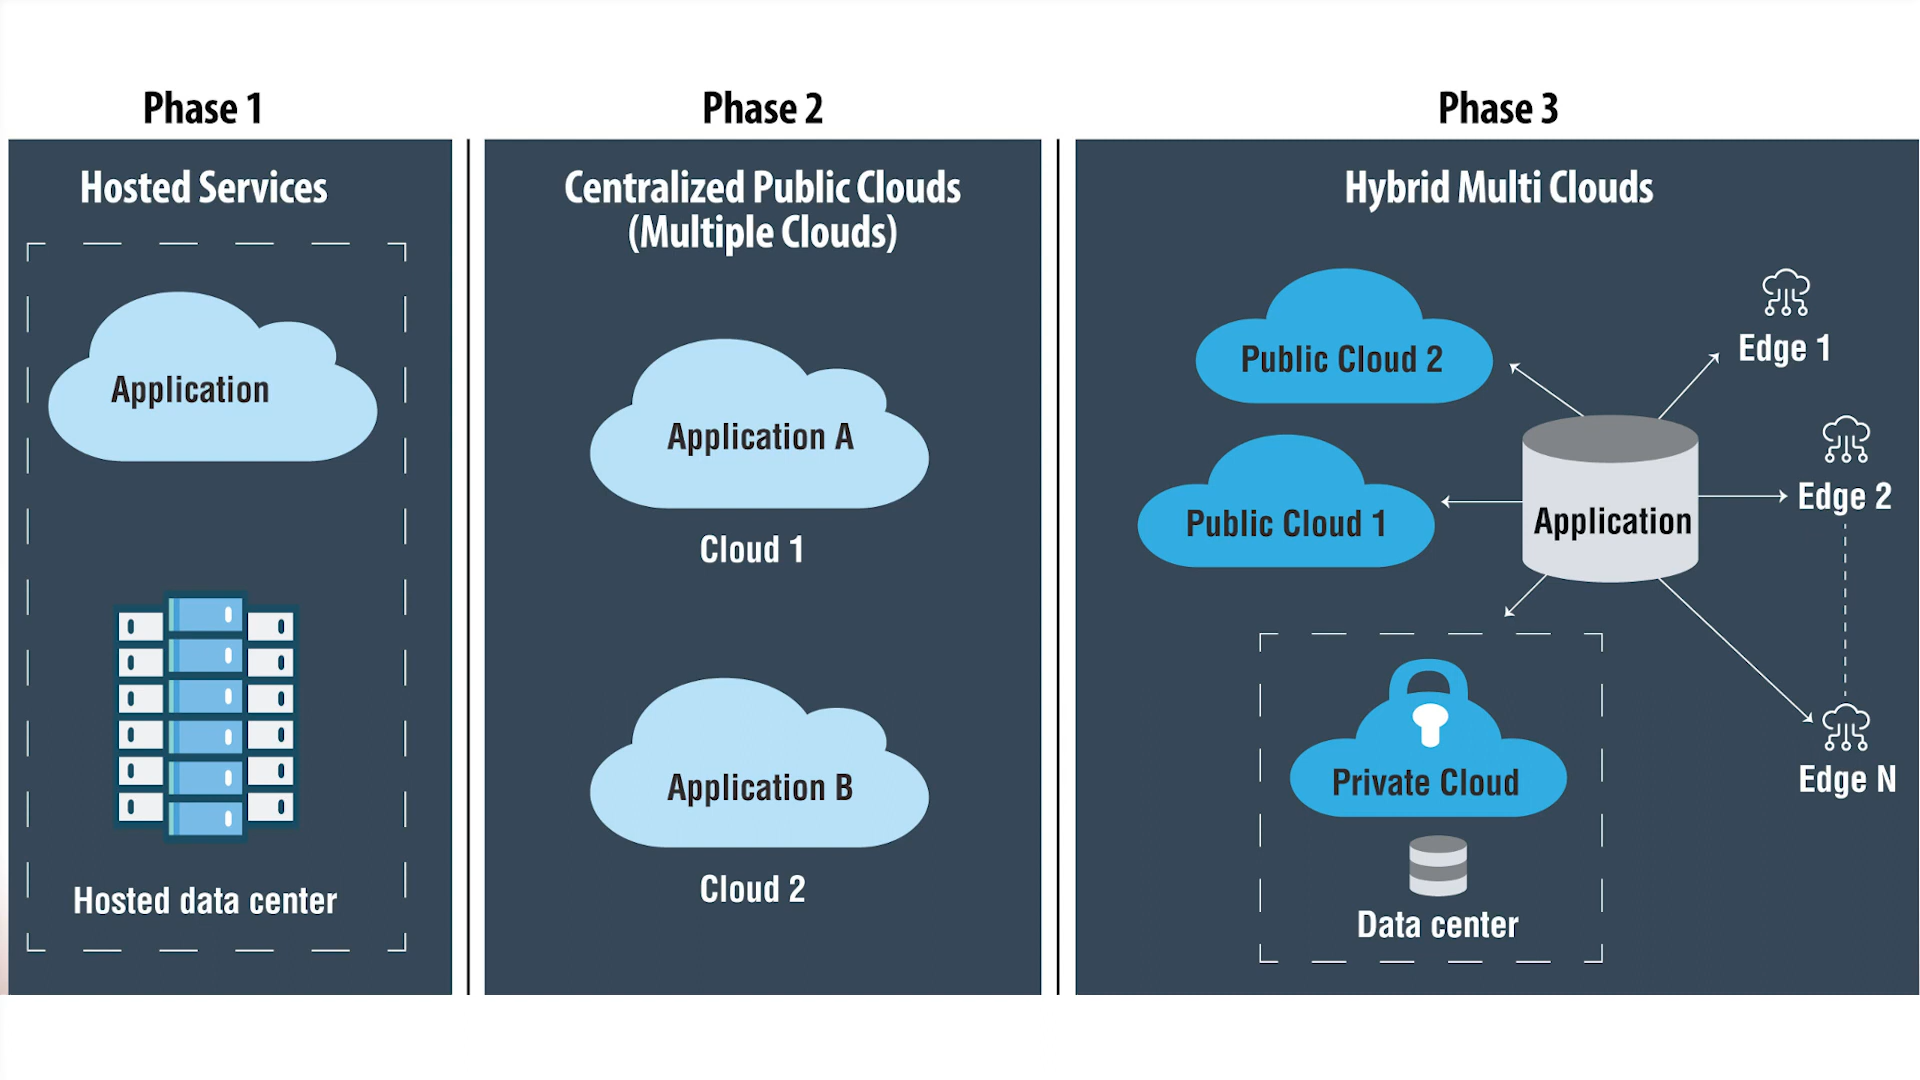 Phase 1
Hosted Services
Application
Hosted data center
Phase 2
Centralized Public Clouds
(Multiple Clouds)
Application A
Cloud 1
Application B
Cloud 2
Phase 3
Hybrid Multi Clouds
Public Cloud 2
Edge 1
Public Cloud 1
Application
Edge 2
Private Cloud
Edge N
Data center